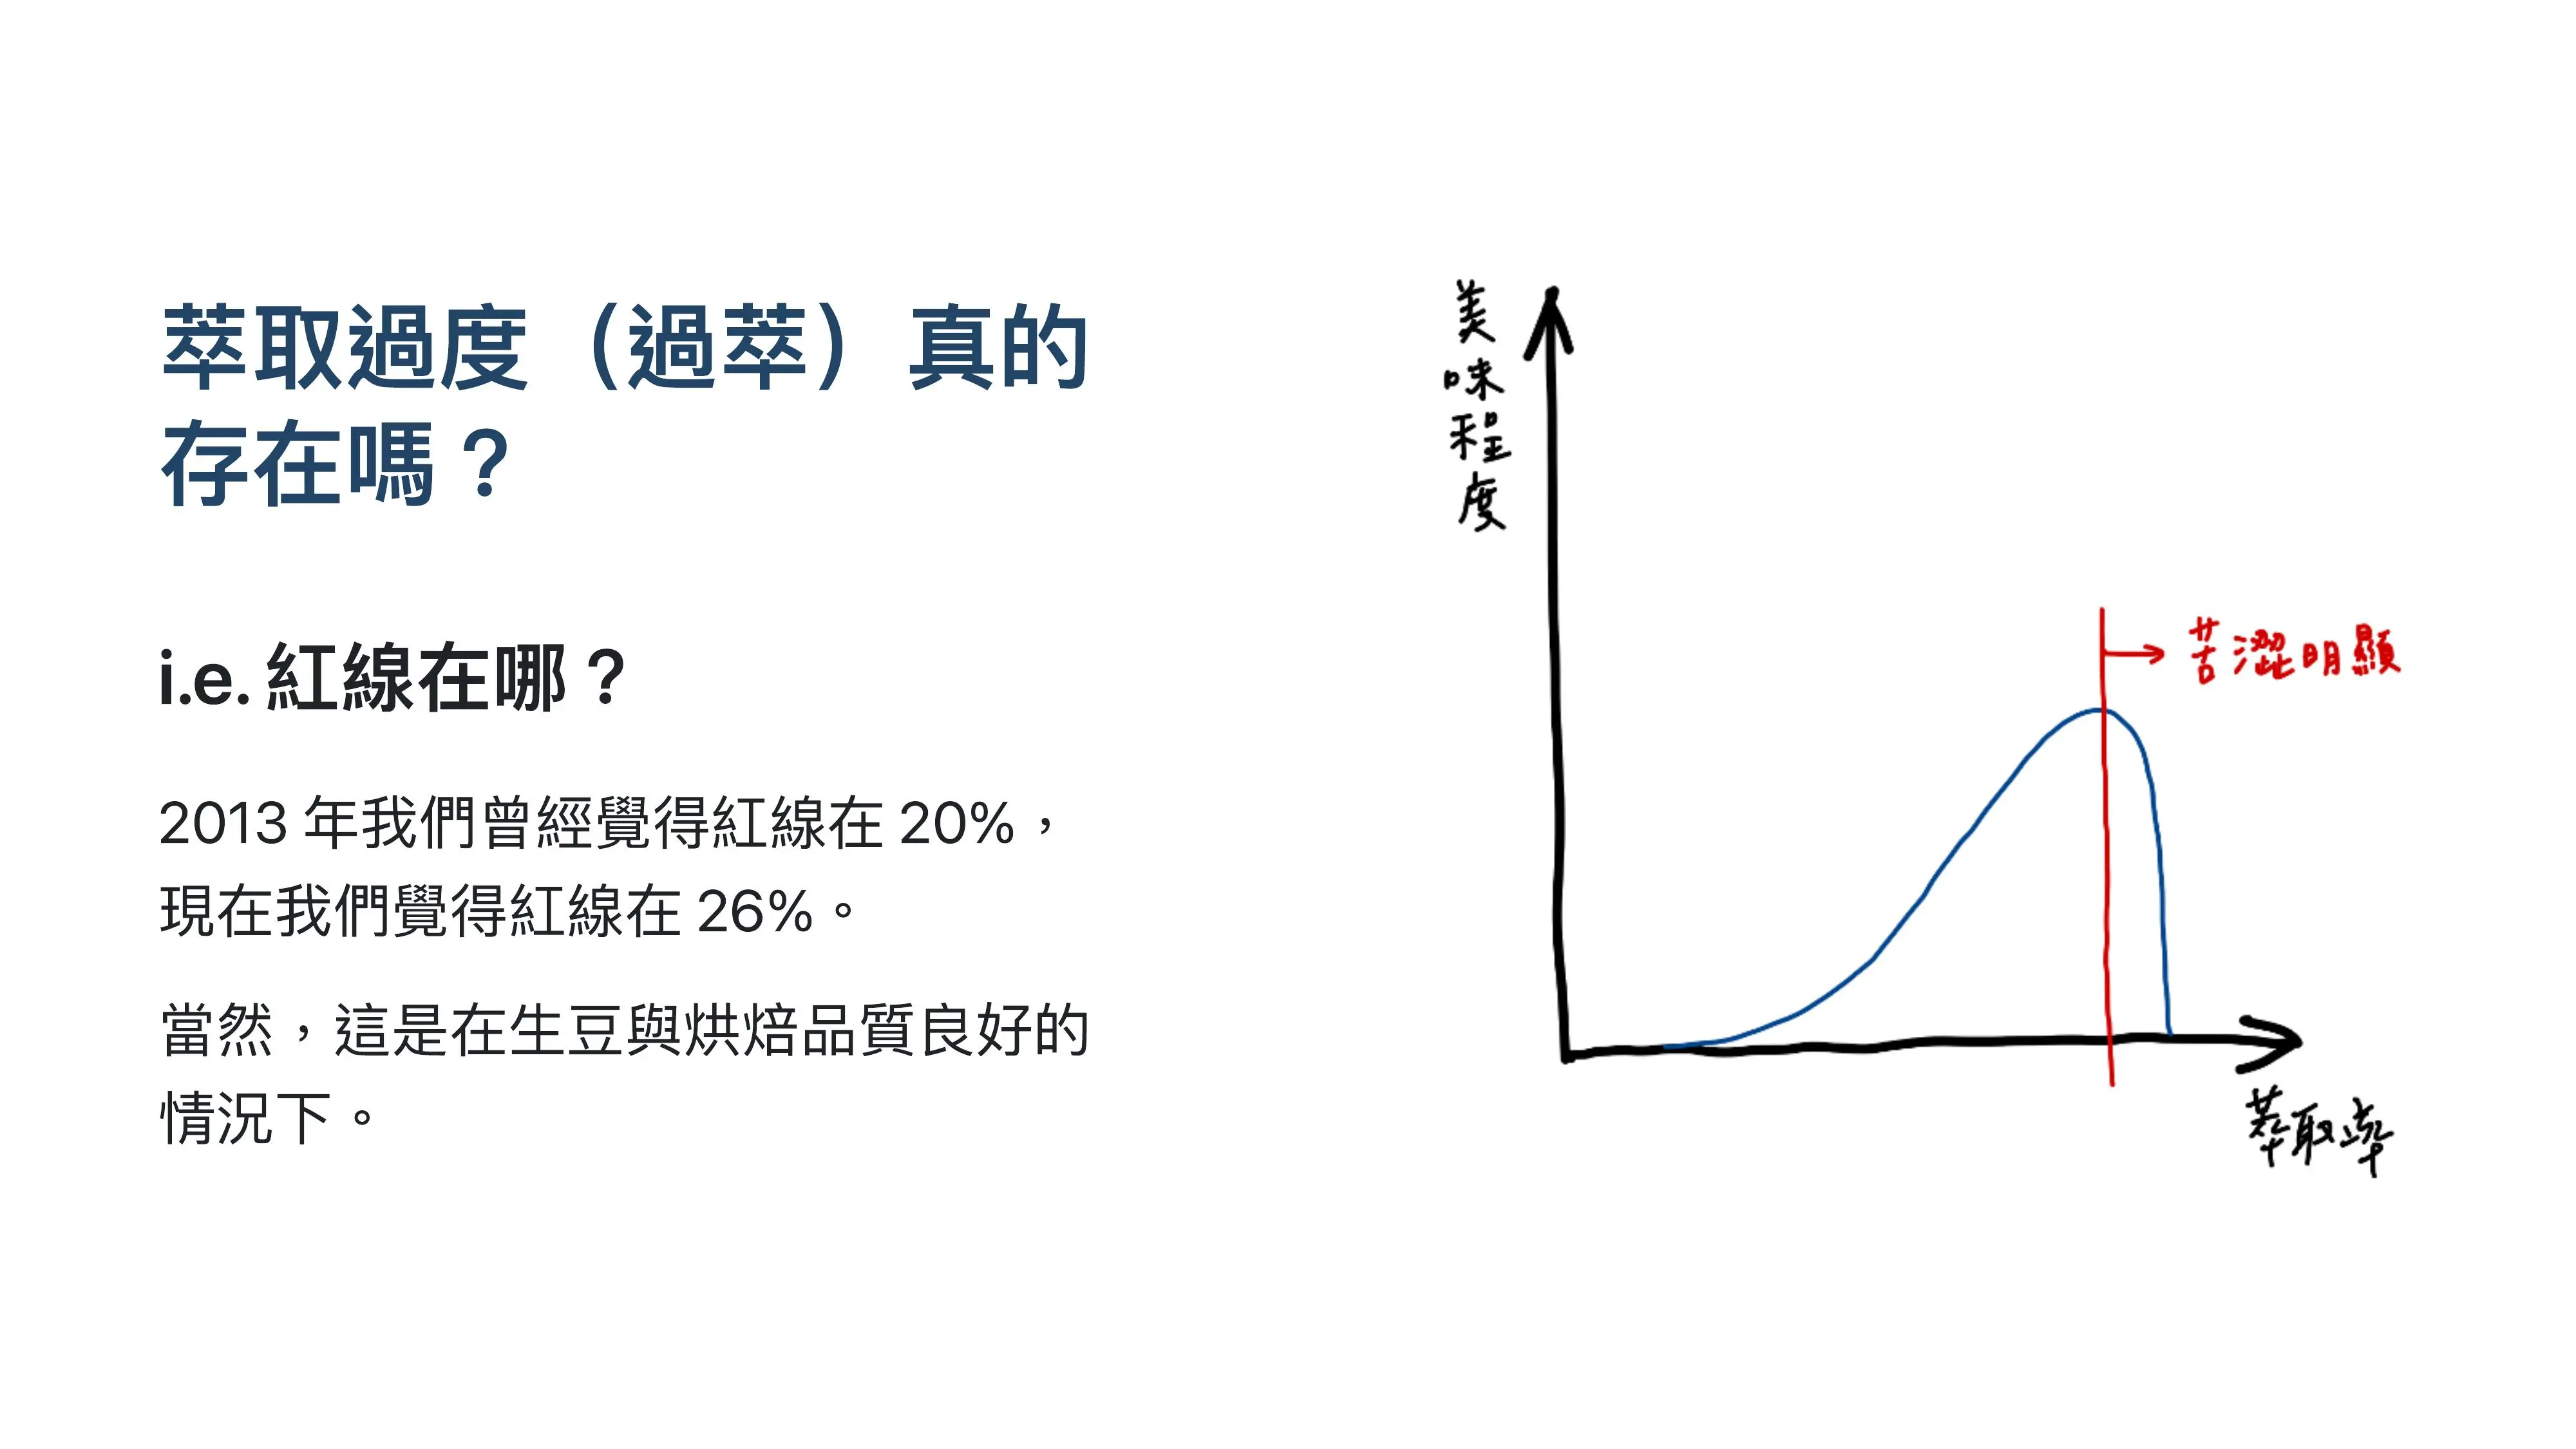 萃取過度（過萃）真的
存在嗎？
i.e. 紅線在哪？
2013 年我們曾經覺得紅線在 20%，
現在我們覺得紅線在 26%。
當然，這是在生豆與烘焙品質良好的
情況下。
美味程度
苦澀明顯
萃取率